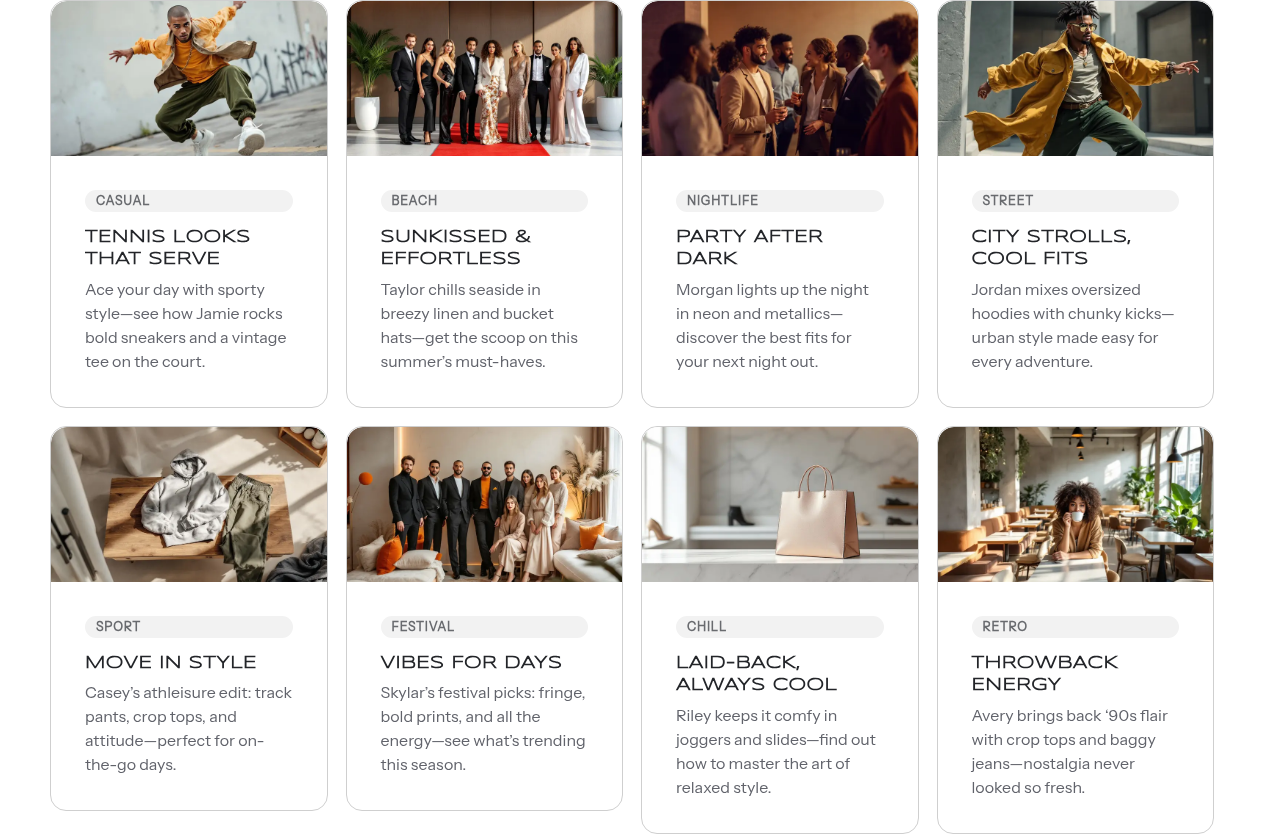 CASUAL
TENNIS LOOKS
THAT SERVE
Ace your day with sporty
style—see how Jamie rocks
bold sneakers and a vintage
tee on the court.
BEACH
SUNKISSED &
EFFORTLESS
Taylor chills seaside in
breezy linen and bucket
hats—get the scoop on this
summer’s must-haves.
NIGHTLIFE
PARTY AFTER
DARK
Morgan lights up the night
in neon and metallics—
discover the best fits for
your next night out.
STREET
CITY STROLLS,
COOL FITS
Jordan mixes oversized
hoodies with chunky kicks—
urban style made easy for
every adventure.
SPORT
MOVE IN STYLE
Casey’s athleisure edit: track
pants, crop tops, and
attitude—perfect for on-
the-go days.
FESTIVAL
VIBES FOR DAYS
Skylar’s festival picks: fringe,
bold prints, and all the
energy—see what’s trending
this season.
CHILL
LAID-BACK,
ALWAYS COOL
Riley keeps it comfy in
joggers and slides—find out
how to master the art of
relaxed style.
RETRO
THROWBACK
ENERGY
Avery brings back ‘90s flair
with crop tops and baggy
jeans—nostalgia never
looked so fresh.